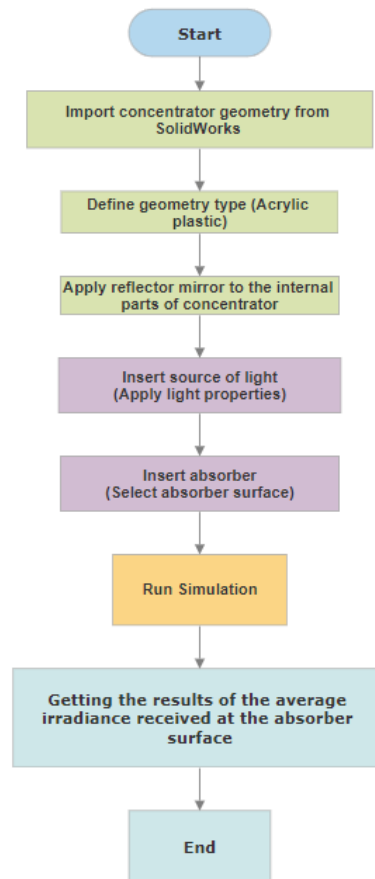 Start
Import concentrator geometry from
SolidWorks
Define geometry type (Acrylic
plastic)
Apply reflector mirror to the internal
parts of concentrator
Insert source of light
(Apply light properties)
Insert absorber
(Select absorber surface)
Run Simulation
Getting the results of the average
irradiance received at the absorber
surface
End